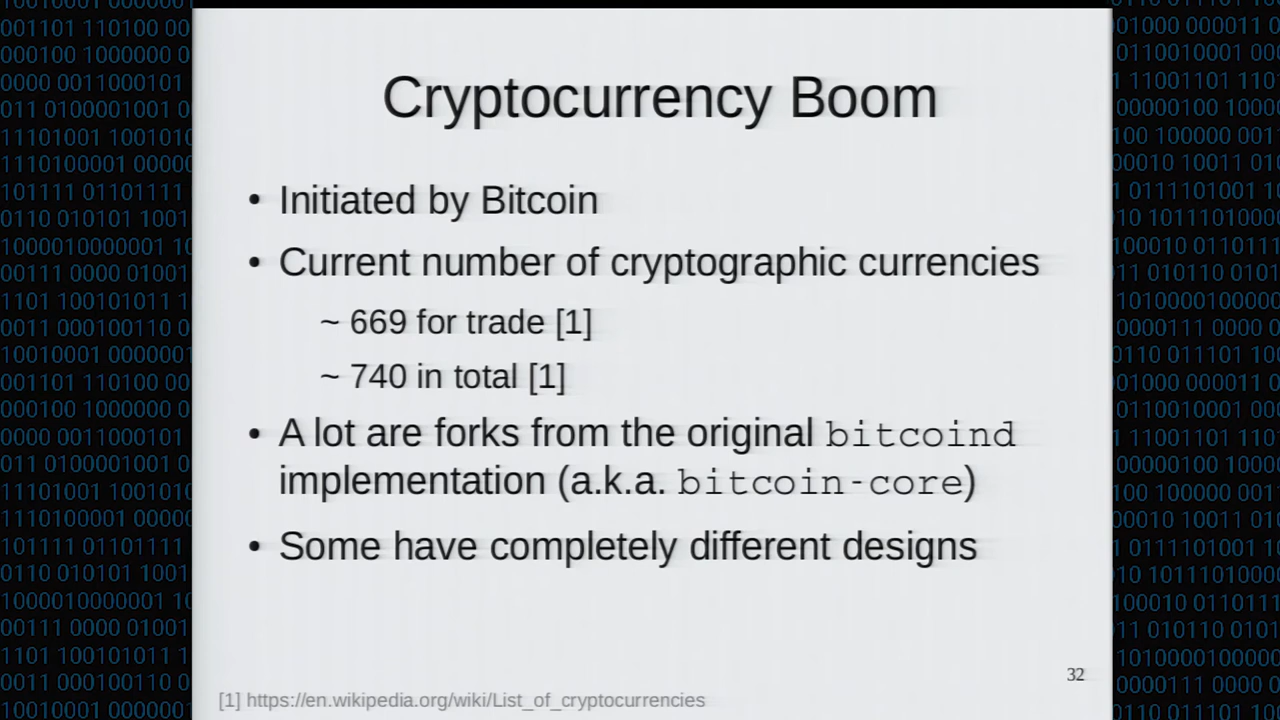 Cryptocurrency Boom
• Initiated by Bitcoin
• Current number of cryptographic currencies
~ 669 for trade [1]
~ 740 in total [1]
• A lot are forks from the original bitcoind
implementation (a.k.a. bitcoin-core)
• Some have completely different designs
32
[1] https://en.wikipedia.org/wiki/List_of_cryptocurrencies